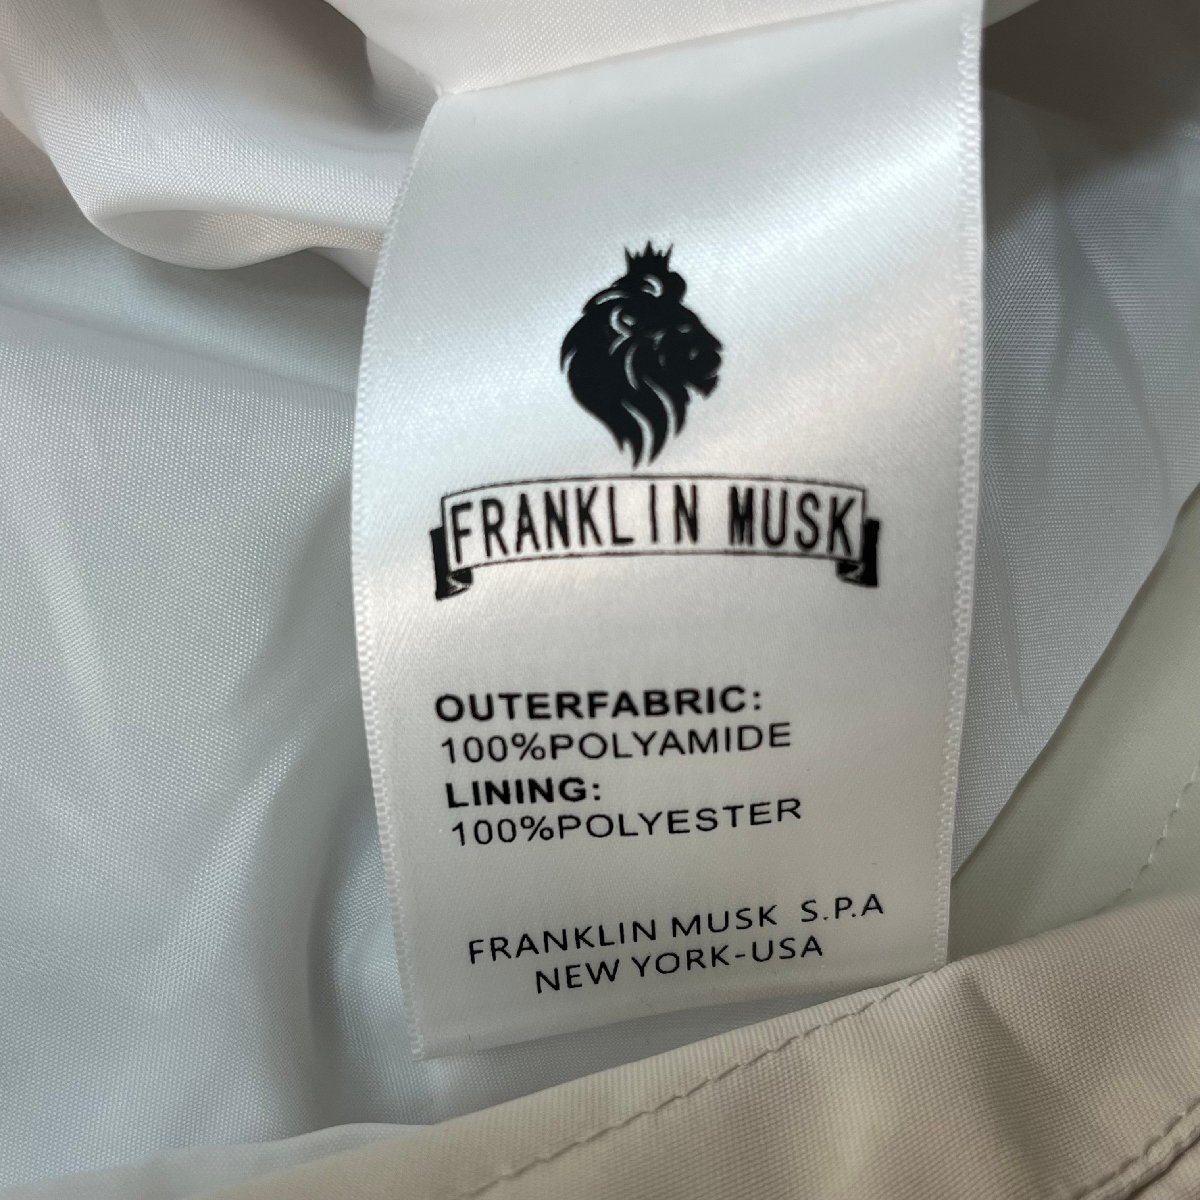 FRANKLIN MUSK
OUTERFABRIC:
100%POLYAMIDE
LINING:
100%POLYESTER
FRANKLIN MUSK S.P.A
NEW YORK-USA